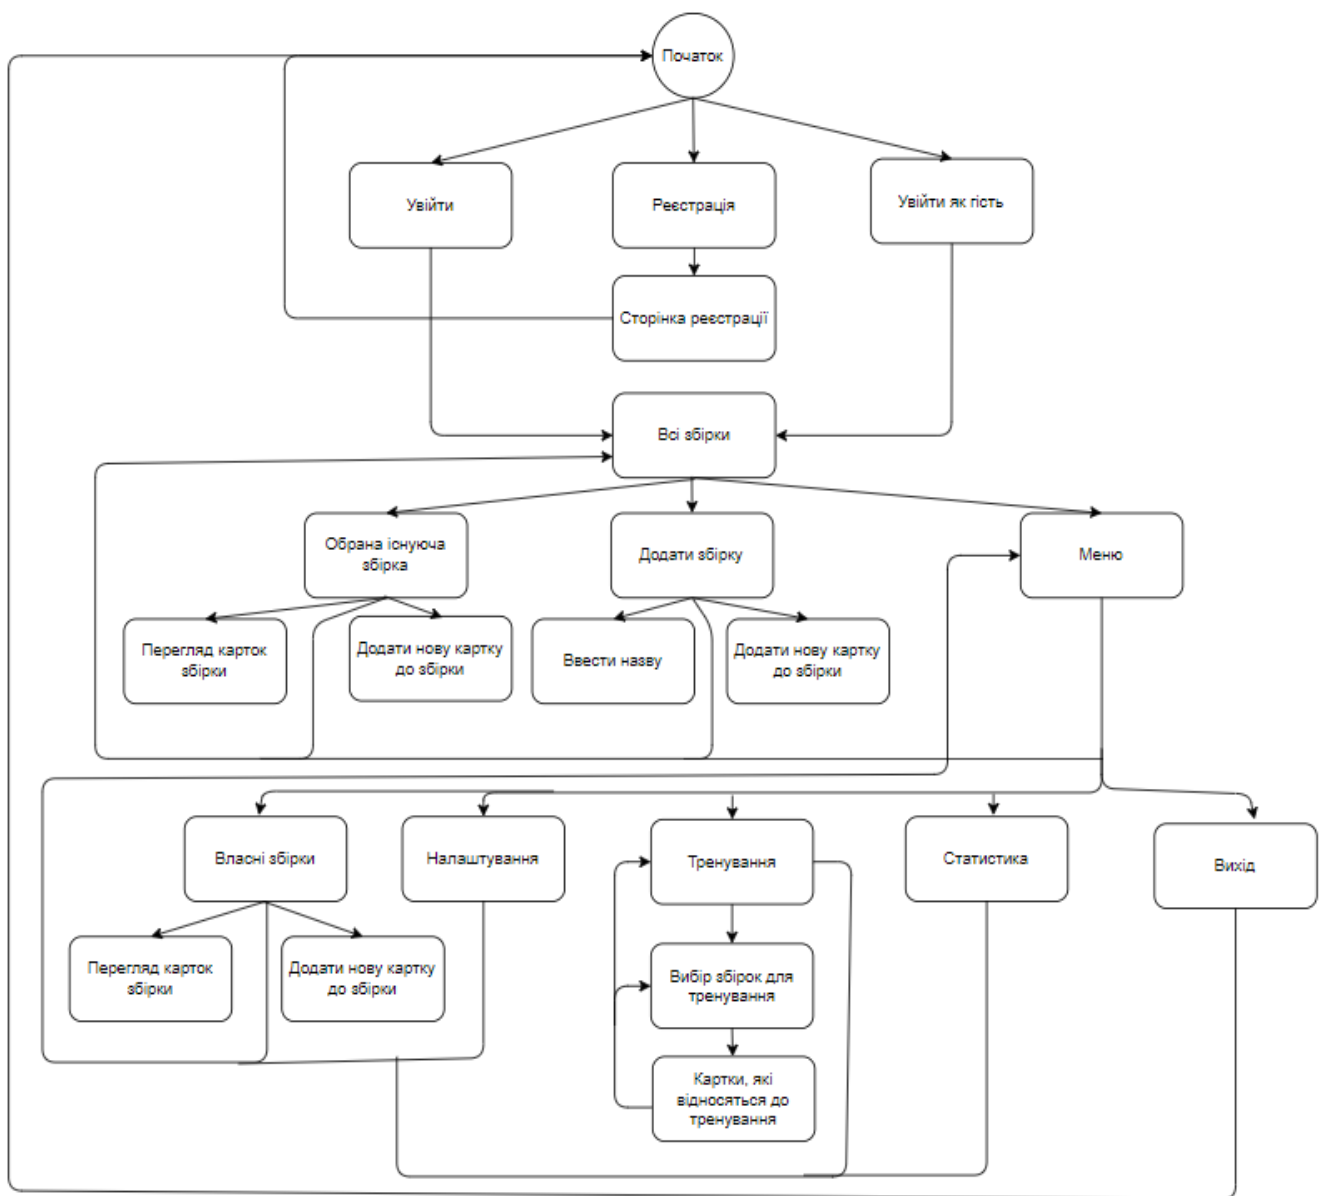 Початок
Увійти
Реєстрація
Увійти як гість
Сторінка реєстрації
Всі збірки
Обрана існуюча
збірка
Додати збірку
Меню
Перегляд карток
збірки
Додати нову картку
до збірки
Ввести назву
Додати нову картку
до збірки
Власні збірки
Налаштування
Тренування
Статистика
Вихід
Перегляд карток
збірки
Додати нову картку
до збірки
Вибір збірок для
тренування
Картки, які
відносяться до
тренування